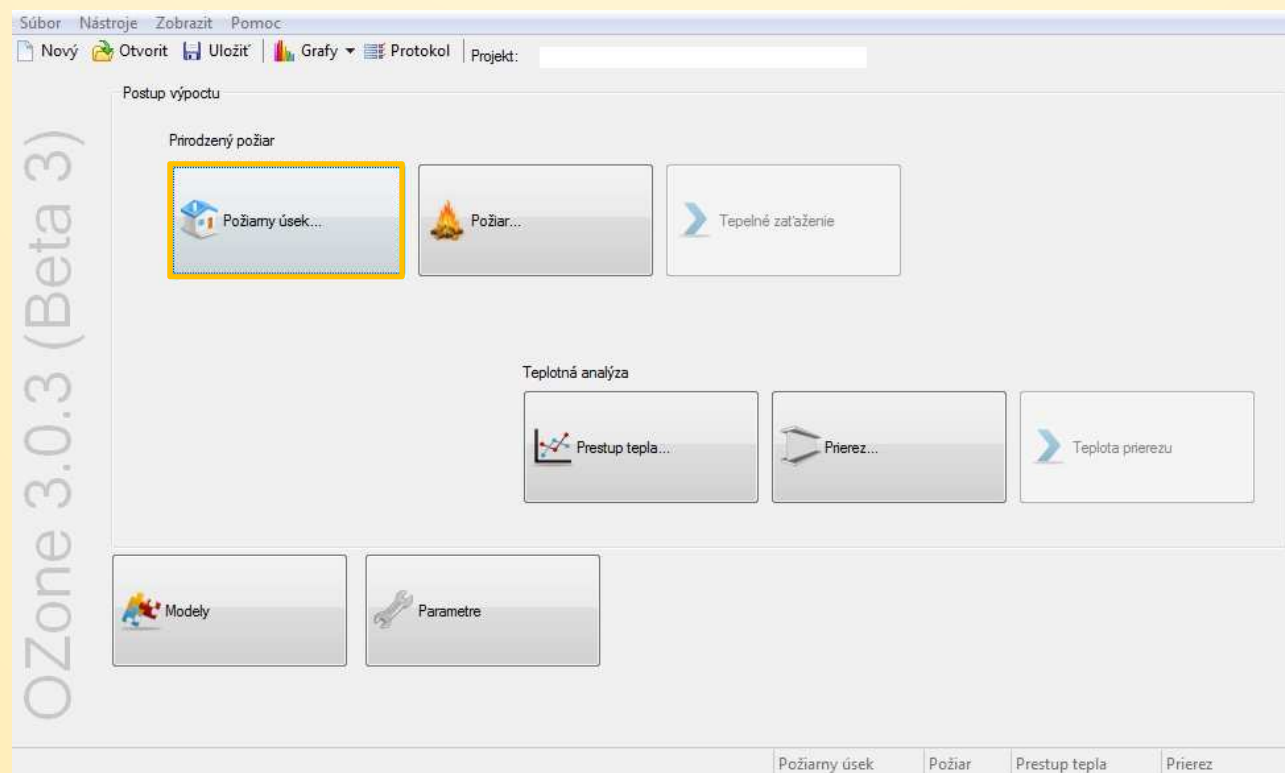 Súbor Nástroje Zobrazit Pomoc
Nový Otvorit Uložiť Grafy Protokol Projekt:
Postup výpoctu
Prirodzený požiar
Požiarny úsek... Požiar... Tepelné zaťaženie
Teplotná analýza
Prestup tepla... Prierez... Teplota prierezu
Modely Parametre
OZone 3.0.3 (Beta 3)
Požiarny úsek Požiar Prestup tepla Prierez